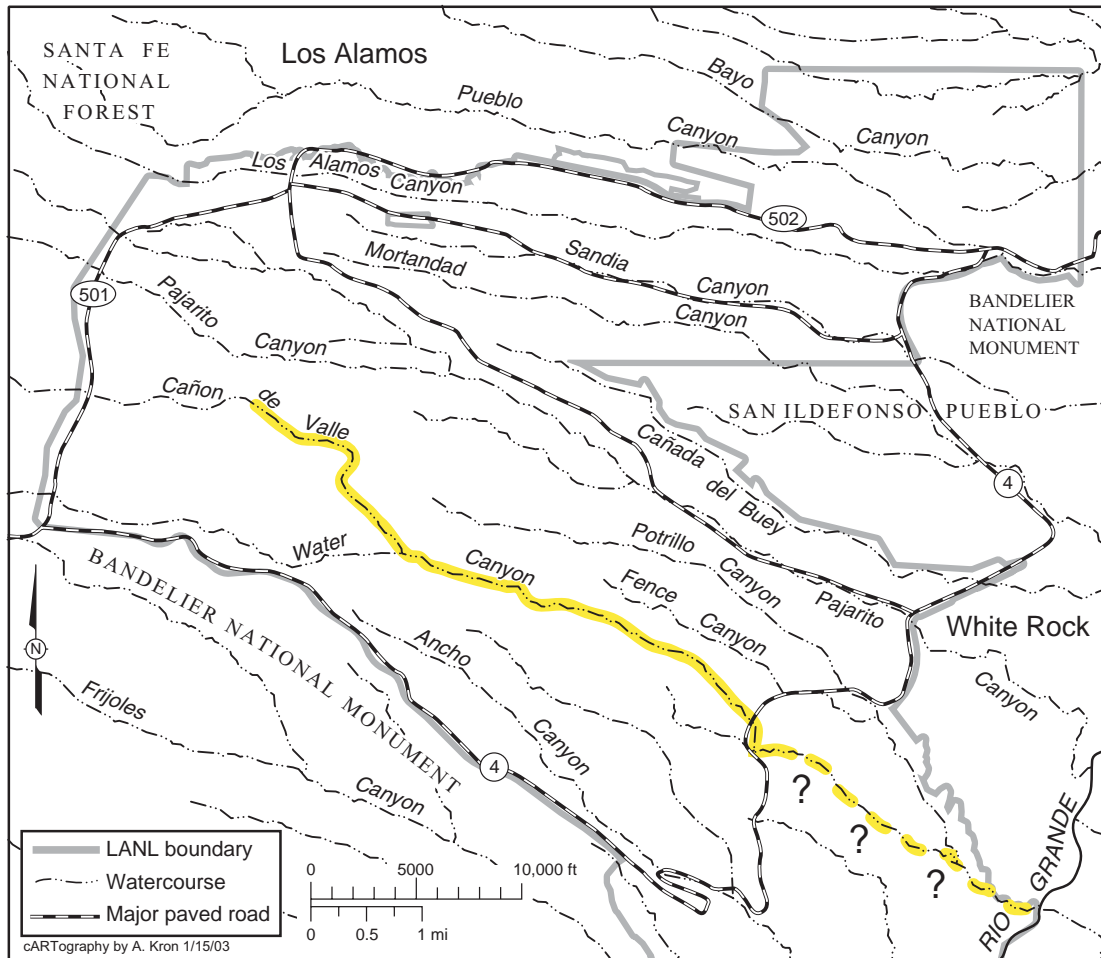 SANTA FE
NATIONAL
FOREST
Los Alamos
Bayo
Canyon
Pueblo
Canyon
Los Alamos Canyon
502
Sandia
Canyon
Mortandad
Canyon
501
Pajarito
Canyon
BANDELIER
NATIONAL
MONUMENT
SAN ILDEFONSO PUEBLO
Cañon de Valle
Cañada del Buey
4
Water Canyon
Potrillo Canyon
Fence Canyon
Pajarito
Canyon
White Rock
BANDELIER NATIONAL MONUMENT
N
Ancho Canyon
Frijoles
Canyon
4
?
?
?
RIO GRANDE
LANL boundary
Watercourse
Major paved road
cARTography by A. Kron 1/15/03
0 5000 10,000 ft
0 0.5 1 mi